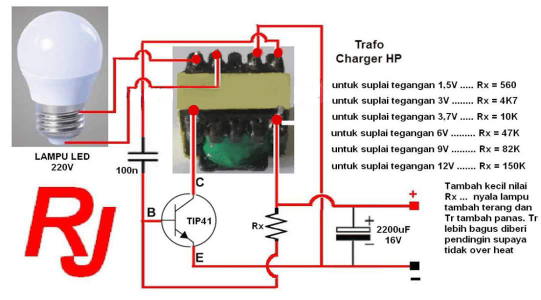 Trafo
Charger HP
untuk suplai tegangan 1,5V ..... Rx = 560
untuk suplai tegangan 3V ........ Rx = 4K7
untuk suplai tegangan 3,7V ..... Rx = 10K
untuk suplai tegangan 6V ........ Rx = 47K
untuk suplai tegangan 9V ........ Rx = 82K
untuk suplai tegangan 12V ...... Rx = 150K
LAMPU LED
220V
100n
C
B
TIP41
E
Rx
+
+
2200uF
16V
-
Tambah kecil nilai
Rx ... nyala lampu
tambah terang dan
Tr tambah panas. Tr
lebih bagus diberi
pendingin supaya
tidak over heat
RJ